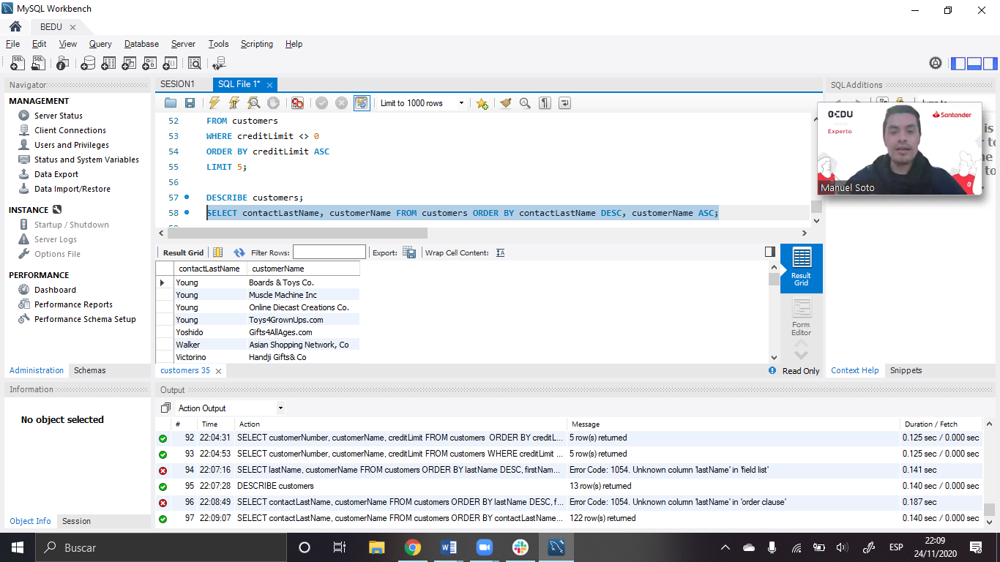 MySQL Workbench
BEDU
File Edit View Query Database Server Tools Scripting Help
Navigator
MANAGEMENT
Server Status
Client Connections
Users and Privileges
Status and System Variables
Data Export
Data Import/Restore
INSTANCE
Startup / Shutdown
Server Logs
Options File
PERFORMANCE
Dashboard
Performance Reports
Performance Schema Setup
Administration Schemas
Information
No object selected
Object Info Session
SESION1 SQL File 1*
Limit to 1000 rows
52 FROM customers
53 WHERE creditLimit <> 0
54 ORDER BY creditLimit ASC
55 LIMIT 5;
56
57 DESCRIBE customers;
58 SELECT contactLastName, customerName FROM customers ORDER BY contactLastName DESC, customerName ASC;
Result Grid Filter Rows: Export: Wrap Cell Content:
contactLastName customerName
Young Boards & Toys Co.
Young Muscle Machine Inc
Young Online Diecast Creations Co.
Young Toys4GrownUps.com
Yoshido Gifts4AllAges.com
Walker Asian Shopping Network, Co
Victorino Handji Gifts& Co
Result
Grid
Form
Editor
customers 35
Read Only
SQLAdditions
Jump to
BEDU
Santander
Experto
Manuel Soto
Context Help Snippets
Output
Action Output
# Time Action Message Duration / Fetch
92 22:04:31 SELECT customerNumber, customerName, creditLimit FROM customers ORDER BY creditL... 5 row(s) returned 0.125 sec / 0.000 sec
93 22:04:53 SELECT customerNumber, customerName, creditLimit FROM customers WHERE creditLimit ... 5 row(s) returned 0.125 sec / 0.000 sec
94 22:07:16 SELECT lastName, customerName FROM customers ORDER BY lastName DESC, firstNam... Error Code: 1054. Unknown column 'lastName' in 'field list' 0.141 sec
95 22:07:28 DESCRIBE customers 13 row(s) returned 0.140 sec / 0.000 sec
96 22:08:49 SELECT contactLastName, customerName FROM customers ORDER BY lastName DESC, f... Error Code: 1054. Unknown column 'lastName' in 'order clause' 0.187 sec
97 22:09:07 SELECT contactLastName, customerName FROM customers ORDER BY contactLastName... 122 row(s) returned 0.140 sec / 0.000 sec
Buscar
ESP
22:09
24/11/2020